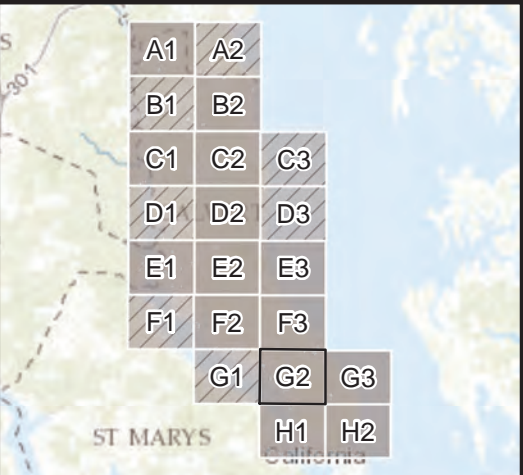 A1 A2
S
301
B1 B2
C1 C2 C3
D1 D2 D3
E1 E2 E3
F1 F2 F3
G1 G2 G3
ST MARYS
H1 H2
California